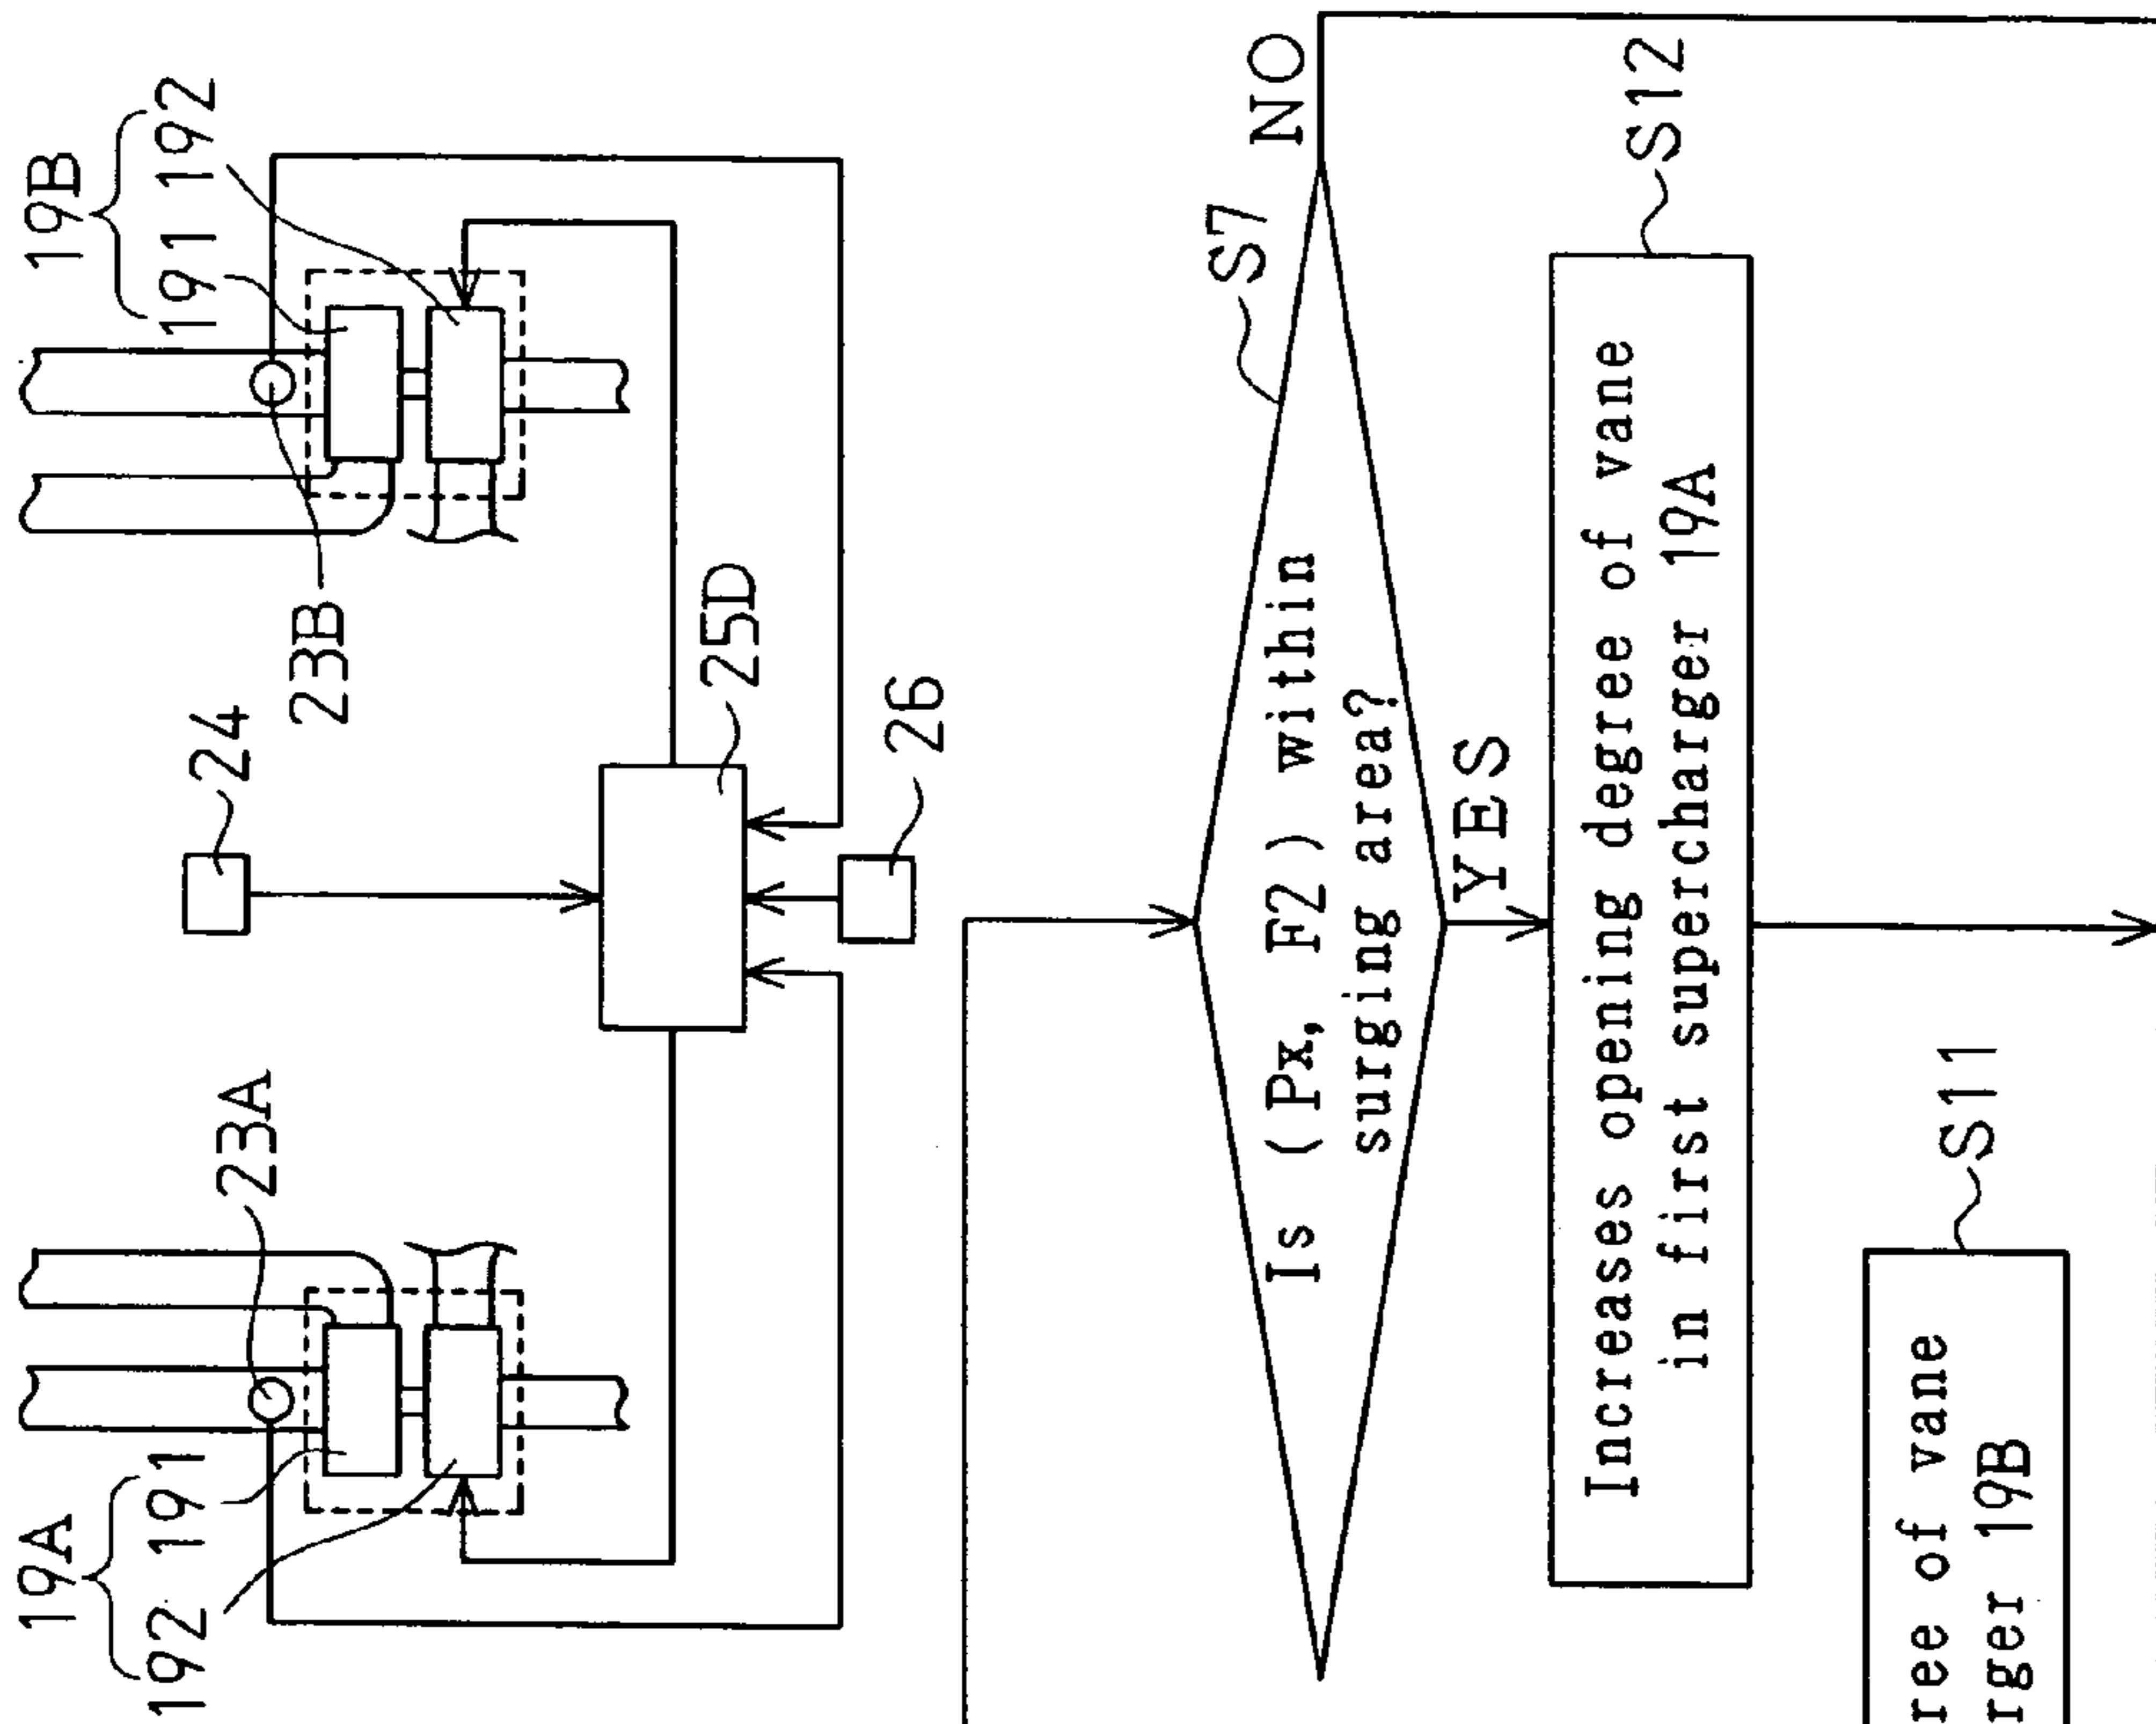 19A
192 191
23A
24
23B
19B
191 192
25D
26
S7
Is (Px, F2) within
surging area?
NO
YES
S12
Increases opening degree of vane
in first supercharger 19A
S11
ree of vane
rger 19B